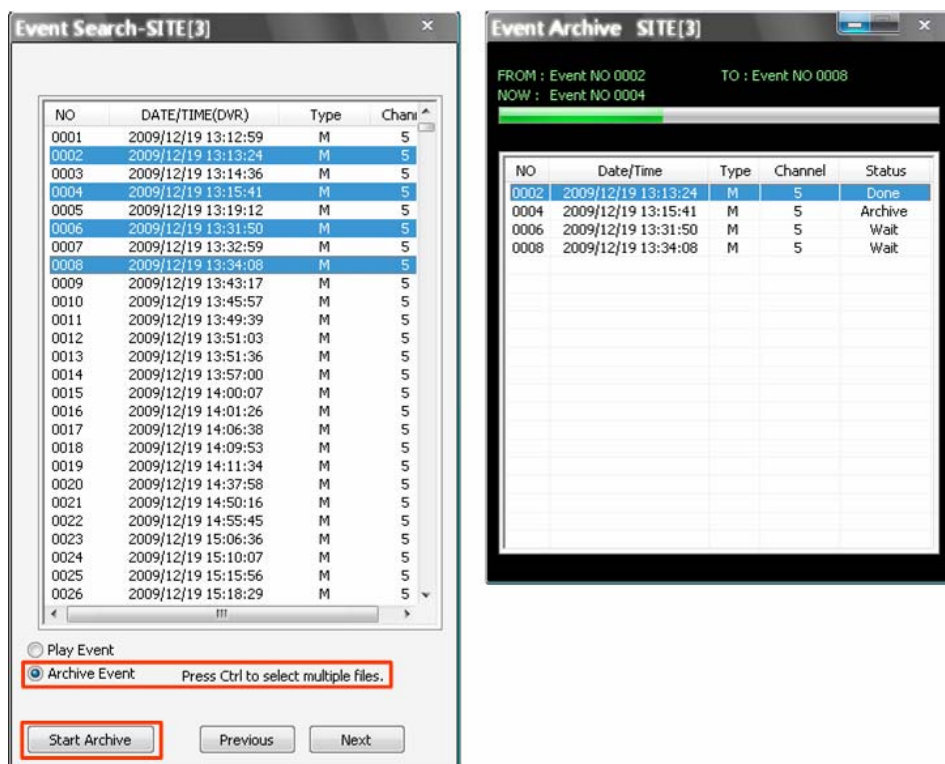 Event Search-SITE[3]
NO DATE/TIME(DVR) Type Chan
0001 2009/12/19 13:12:59 M 5
0002 2009/12/19 13:13:24 M 5
0003 2009/12/19 13:14:36 M 5
0004 2009/12/19 13:15:41 M 5
0005 2009/12/19 13:19:12 M 5
0006 2009/12/19 13:31:50 M 5
0007 2009/12/19 13:32:59 M 5
0008 2009/12/19 13:34:08 M 5
0009 2009/12/19 13:43:17 M 5
0010 2009/12/19 13:45:57 M 5
0011 2009/12/19 13:49:39 M 5
0012 2009/12/19 13:51:03 M 5
0013 2009/12/19 13:51:36 M 5
0014 2009/12/19 13:57:00 M 5
0015 2009/12/19 14:00:07 M 5
0016 2009/12/19 14:01:26 M 5
0017 2009/12/19 14:06:38 M 5
0018 2009/12/19 14:09:53 M 5
0019 2009/12/19 14:11:34 M 5
0020 2009/12/19 14:37:58 M 5
0021 2009/12/19 14:50:16 M 5
0022 2009/12/19 14:55:45 M 5
0023 2009/12/19 15:06:36 M 5
0024 2009/12/19 15:10:07 M 5
0025 2009/12/19 15:15:56 M 5
0026 2009/12/19 15:18:29 M 5
Play Event
Archive Event Press Ctrl to select multiple files.
Start Archive Previous Next
Event Archive SITE[3]
FROM : Event NO 0002 TO : Event NO 0008
NOW : Event NO 0004
NO Date/Time Type Channel Status
0002 2009/12/19 13:13:24 M 5 Done
0004 2009/12/19 13:15:41 M 5 Archive
0006 2009/12/19 13:31:50 M 5 Wait
0008 2009/12/19 13:34:08 M 5 Wait